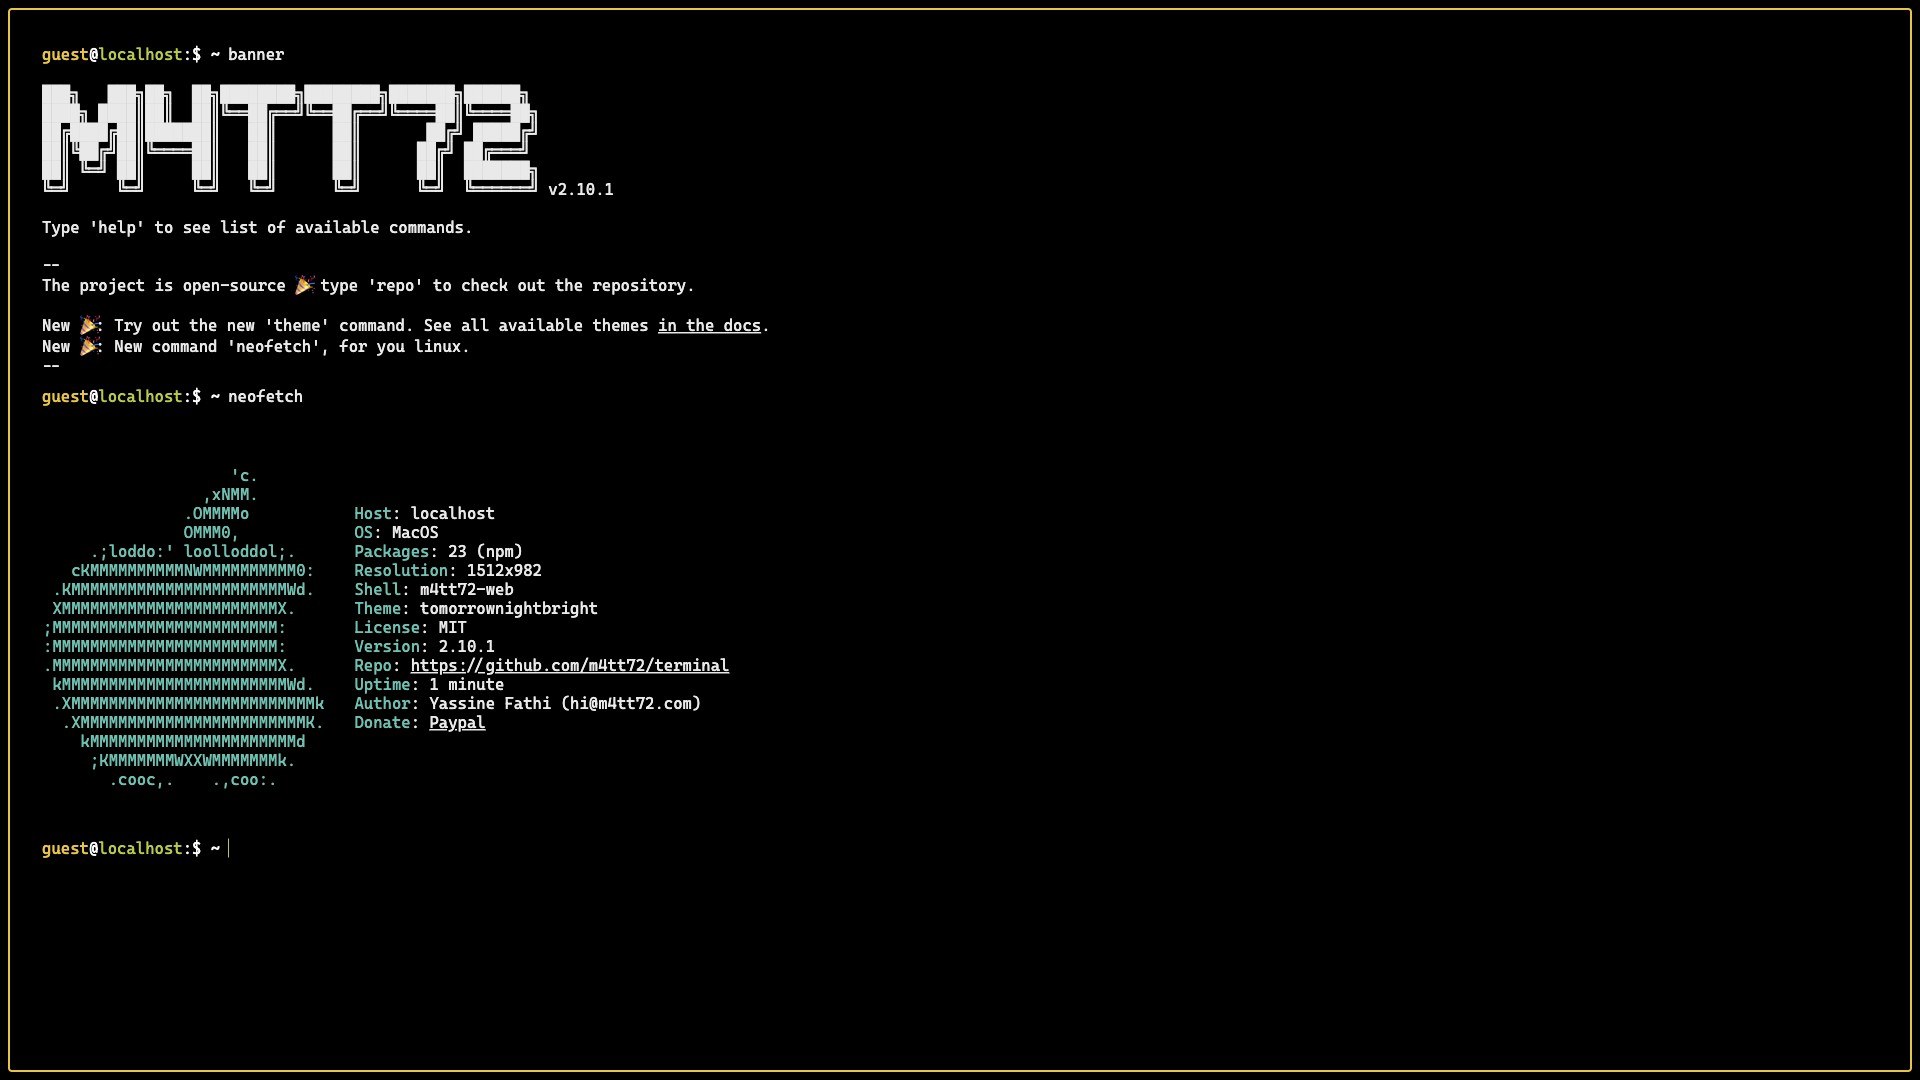 guest@localhost:$ ~ banner
M4TT72
v2.10.1
Type 'help' to see list of available commands.
--
The project is open-source 🎉 type 'repo' to check out the repository.
New 🎉: Try out the new 'theme' command. See all available themes in the docs.
New 🎉: New command 'neofetch', for you linux.
--
guest@localhost:$ ~ neofetch
'c.
,xNMM.
.OMMMMo Host: localhost
OMMM0, OS: MacOS
.;loddo:' loolloddol;. Packages: 23 (npm)
cKMMMMMMMMMMNWMMMMMMMMMM0: Resolution: 1512x982
.KMMMMMMMMMMMMMMMMMMMMMMMWd. Shell: m4tt72-web
XMMMMMMMMMMMMMMMMMMMMMMMX. Theme: tomorrownightbright
;MMMMMMMMMMMMMMMMMMMMMMMM: License: MIT
:MMMMMMMMMMMMMMMMMMMMMMMM: Version: 2.10.1
.MMMMMMMMMMMMMMMMMMMMMMMMX. Repo: https://github.com/m4tt72/terminal
kMMMMMMMMMMMMMMMMMMMMMMMMWd. Uptime: 1 minute
.XMMMMMMMMMMMMMMMMMMMMMMMMMMk Author: Yassine Fathi (hi@m4tt72.com)
.XMMMMMMMMMMMMMMMMMMMMMMMMK. Donate: Paypal
kMMMMMMMMMMMMMMMMMMMMMMd
;KMMMMMMMWXXWMMMMMMMk.
.cooc,. .,coo:.
guest@localhost:$ ~